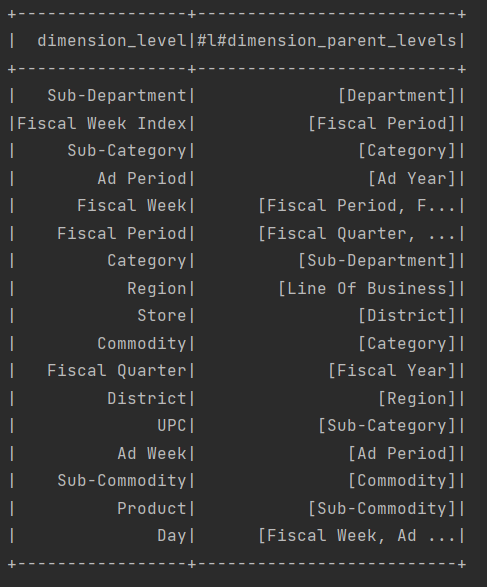 +-----------------+--------------------------+
|  dimension_level|#l#dimension_parent_levels|
+-----------------+--------------------------+
|   Sub-Department|              [Department]|
|Fiscal Week Index|           [Fiscal Period]|
|     Sub-Category|                [Category]|
|        Ad Period|                 [Ad Year]|
|      Fiscal Week|      [Fiscal Period, F...|
|    Fiscal Period|      [Fiscal Quarter, ...|
|         Category|          [Sub-Department]|
|           Region|        [Line Of Business]|
|            Store|                [District]|
|        Commodity|                [Category]|
|   Fiscal Quarter|             [Fiscal Year]|
|         District|                  [Region]|
|              UPC|            [Sub-Category]|
|          Ad Week|               [Ad Period]|
|    Sub-Commodity|               [Commodity]|
|          Product|           [Sub-Commodity]|
|              Day|      [Fiscal Week, Ad ...|
+-----------------+--------------------------+